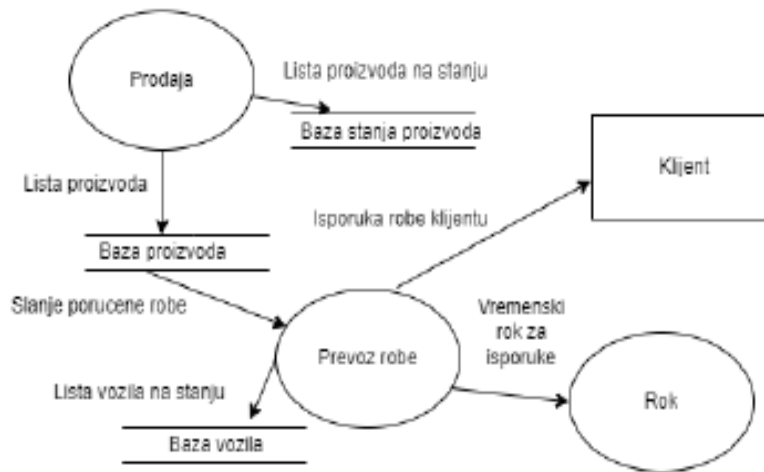 Prodaja
Lista proizvoda na stanju
Baza stanja proizvoda
Klijent
Lista proizvoda
Isporuka robe klijentu
Baza proizvoda
Slanje porucene robe
Vremenski
rok za
isporuke
Prevoz robe
Lista vozila na stanju
Rok
Baza vozila